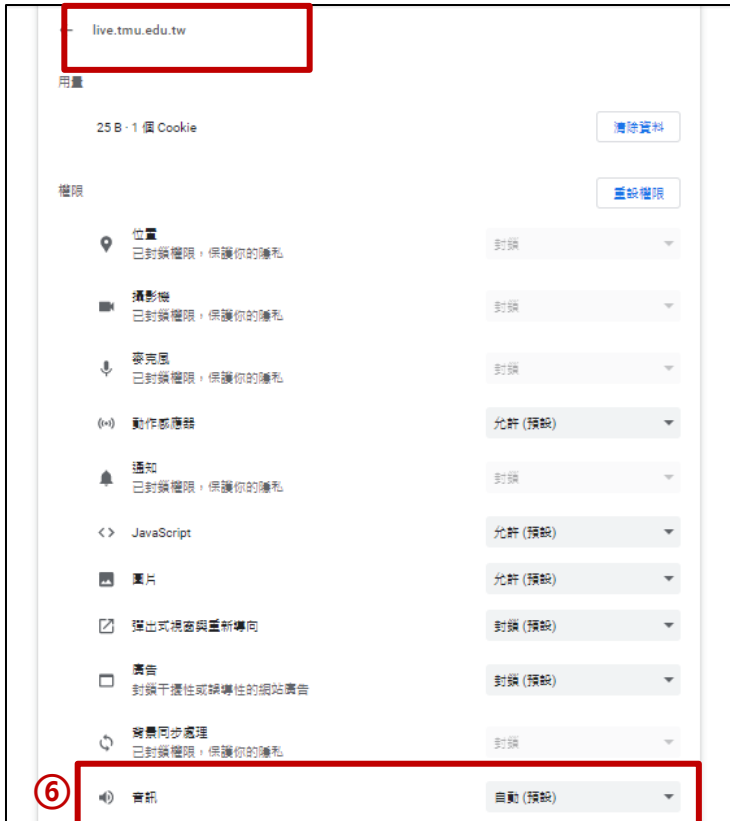 ← live.tmu.edu.tw
用量
25 B · 1 個 Cookie
清除資料
權限
重設權限
位置
已封鎖權限，保護你的隱私
封鎖
攝影機
已封鎖權限，保護你的隱私
封鎖
麥克風
已封鎖權限，保護你的隱私
封鎖
動作感應器
允許 (預設)
通知
已封鎖權限，保護你的隱私
封鎖
JavaScript
允許 (預設)
圖片
允許 (預設)
彈出式視窗與重新導向
封鎖 (預設)
廣告
封鎖干擾性或誤導性的網站廣告
封鎖 (預設)
背景同步處理
已封鎖權限，保護你的隱私
封鎖
⑥
音訊
自動 (預設)